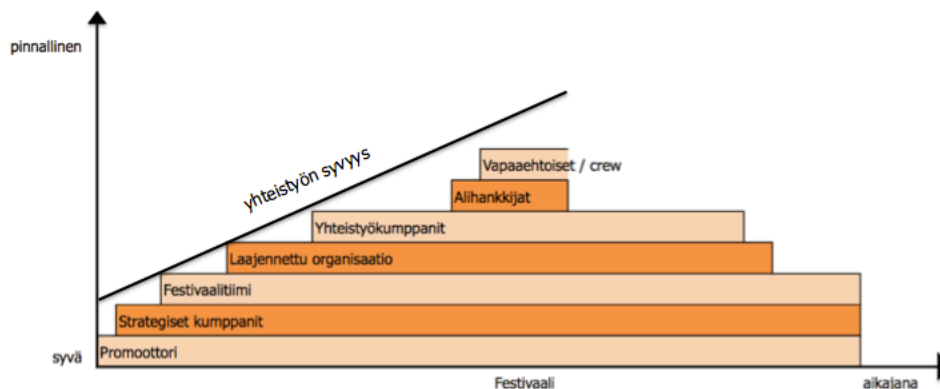 pinnallinen
yhteistyön syvyys
Vapaaehtoiset / crew
Alihankkijat
Yhteistyökumppanit
Laajennettu organisaatio
Festivaalitiimi
Strategiset kumppanit
syvä
Promoottori
Festivaali
aikajana